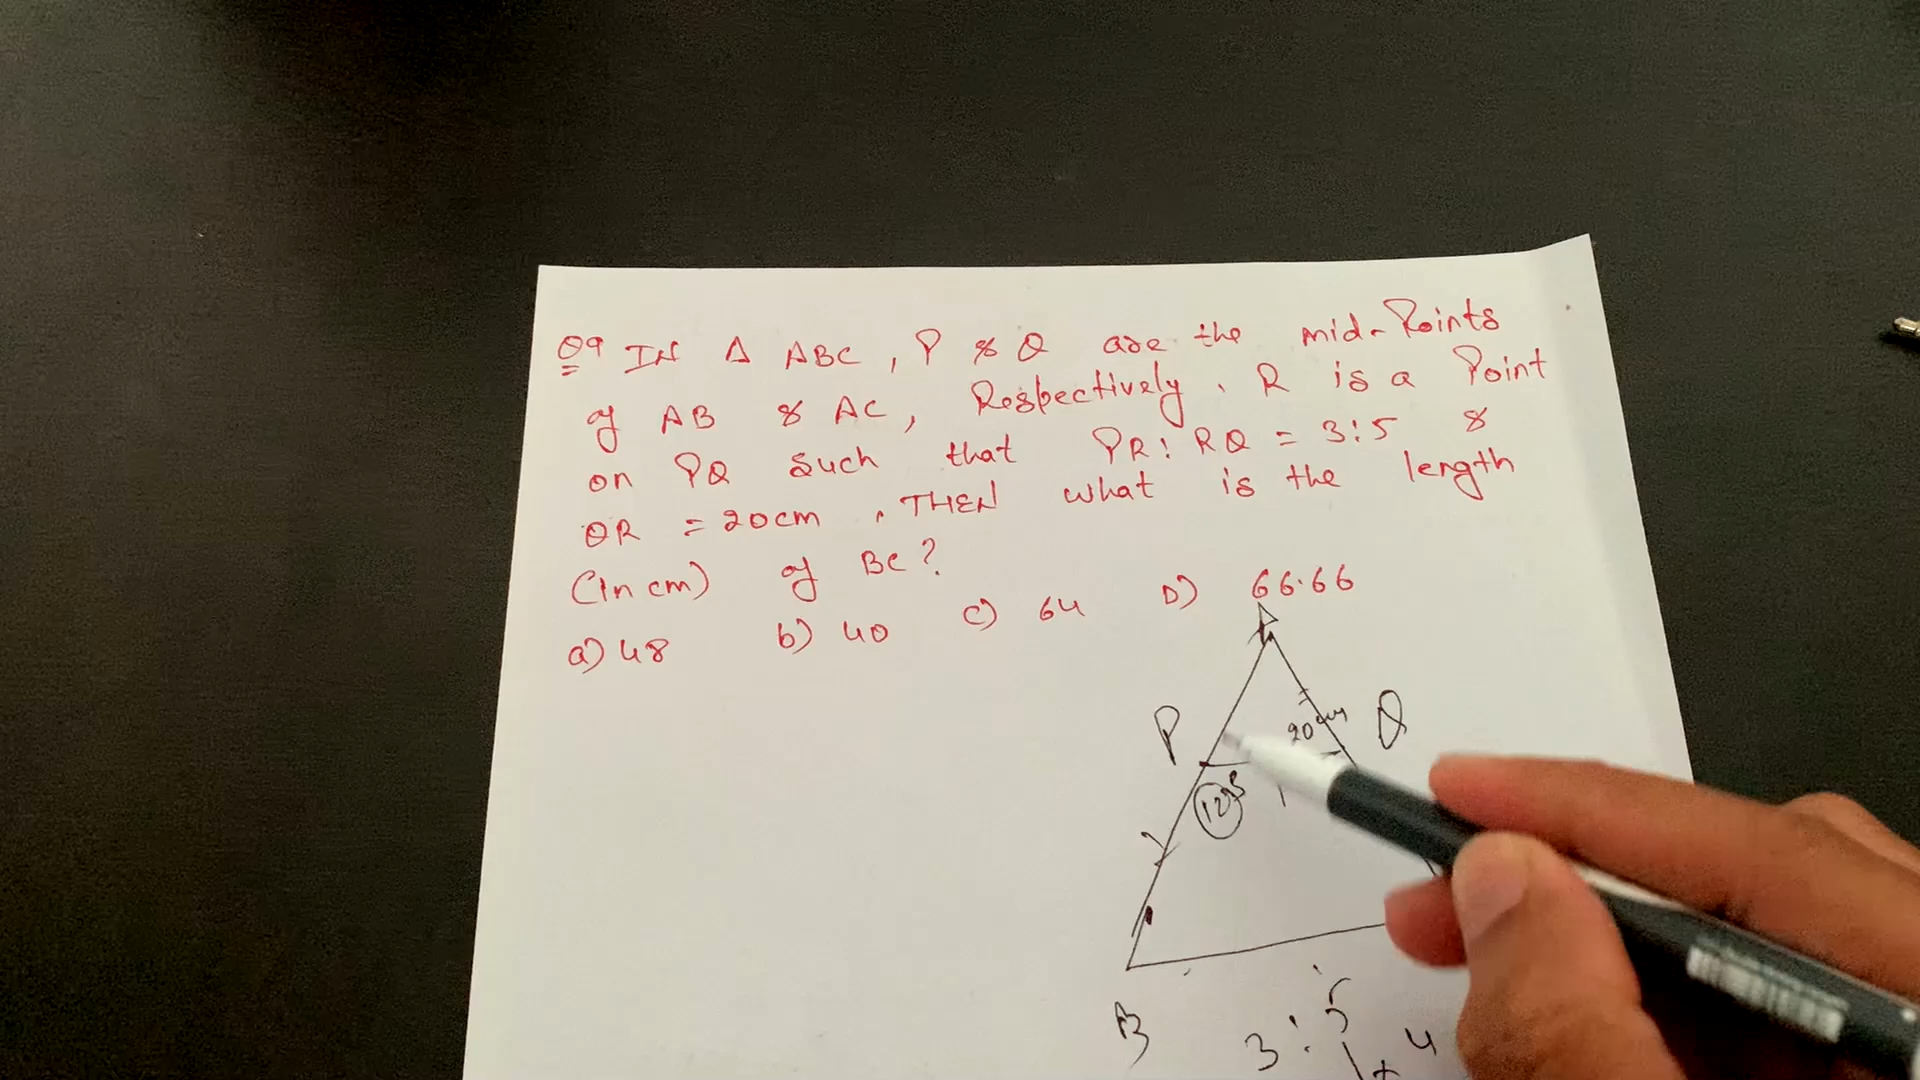 Q9 IN Δ ABC, P & Q are the mid-Points
of AB & AC, Respectively. R is a Point
on PQ Such that PR:RQ = 3:5 &
QR = 20cm, THEN what is the length
(in cm) of BC?
a) 48 b) 40 c) 64 D) 66.66
A
P 20cm Q
12
B
3:5
4